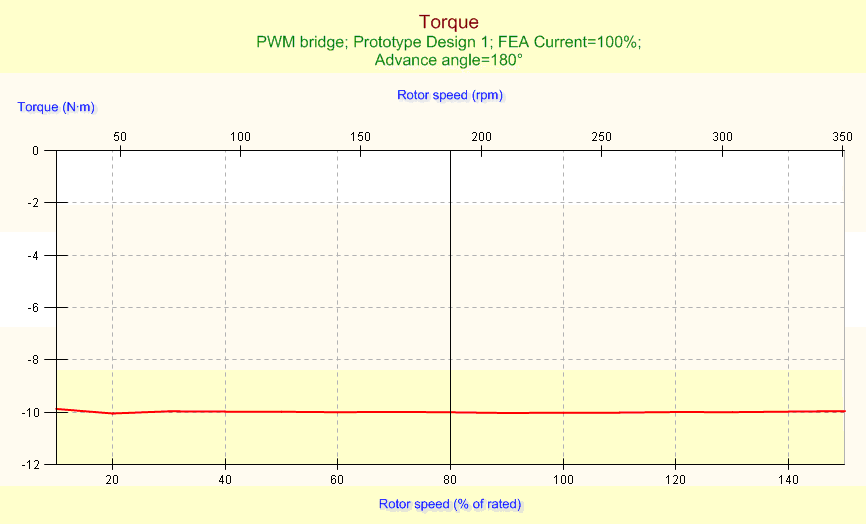 Torque
PWM bridge; Prototype Design 1; FEA Current=100%;
Advance angle=180°
Rotor speed (rpm)
Torque (N·m)
50 100 150 200 250 300 350
0
-2
-4
-6
-8
-10
-12
20 40 60 80 100 120 140
Rotor speed (% of rated)